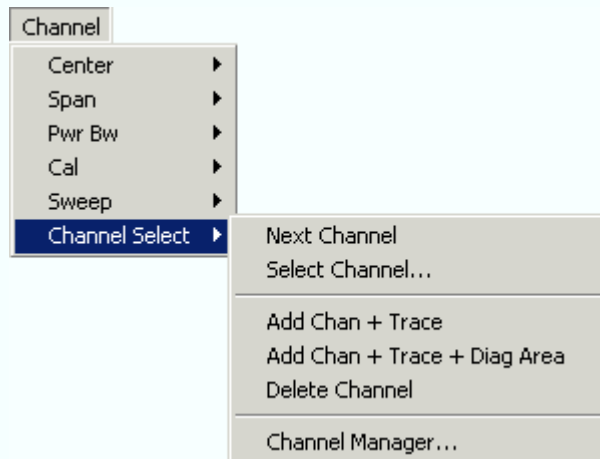 Channel
Center
Span
Pwr Bw
Cal
Sweep
Channel Select
Next Channel
Select Channel...
Add Chan + Trace
Add Chan + Trace + Diag Area
Delete Channel
Channel Manager...